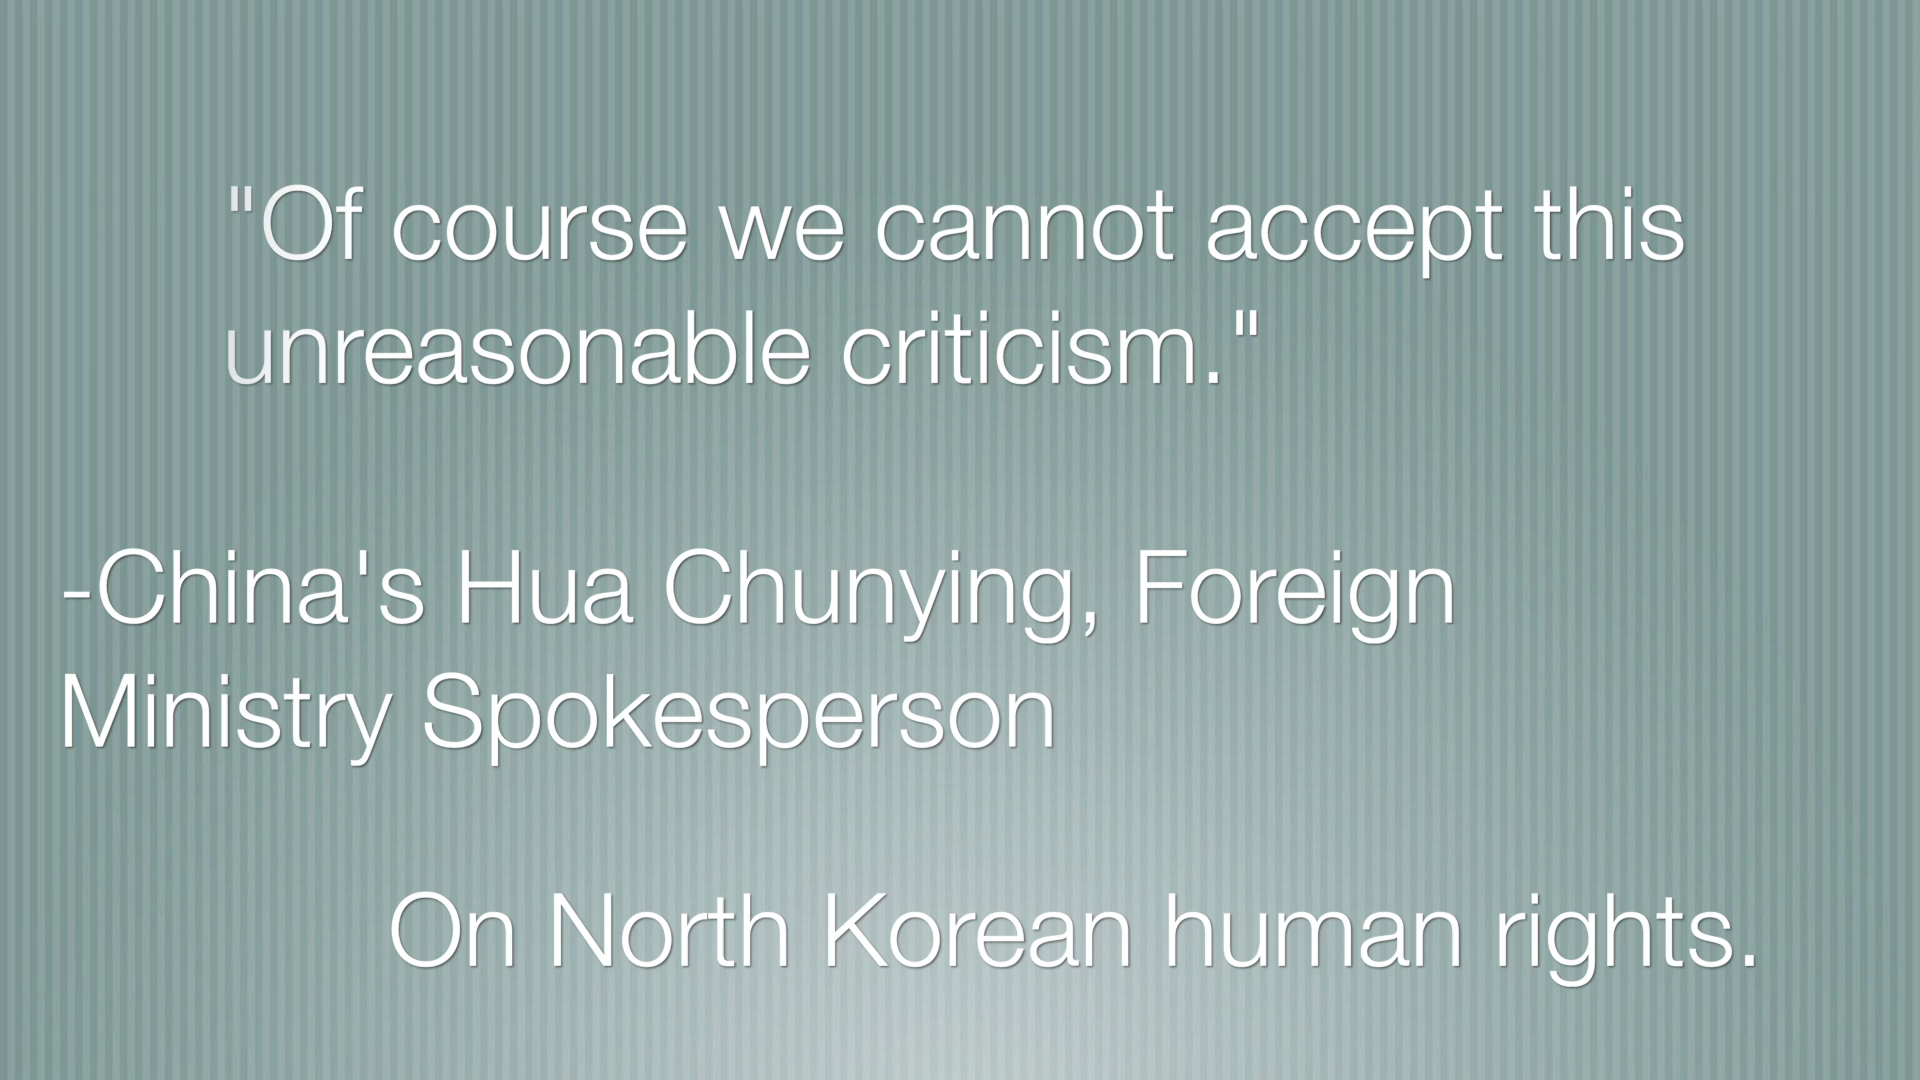 "Of course we cannot accept this
unreasonable criticism."
-China's Hua Chunying, Foreign
Ministry Spokesperson
On North Korean human rights.